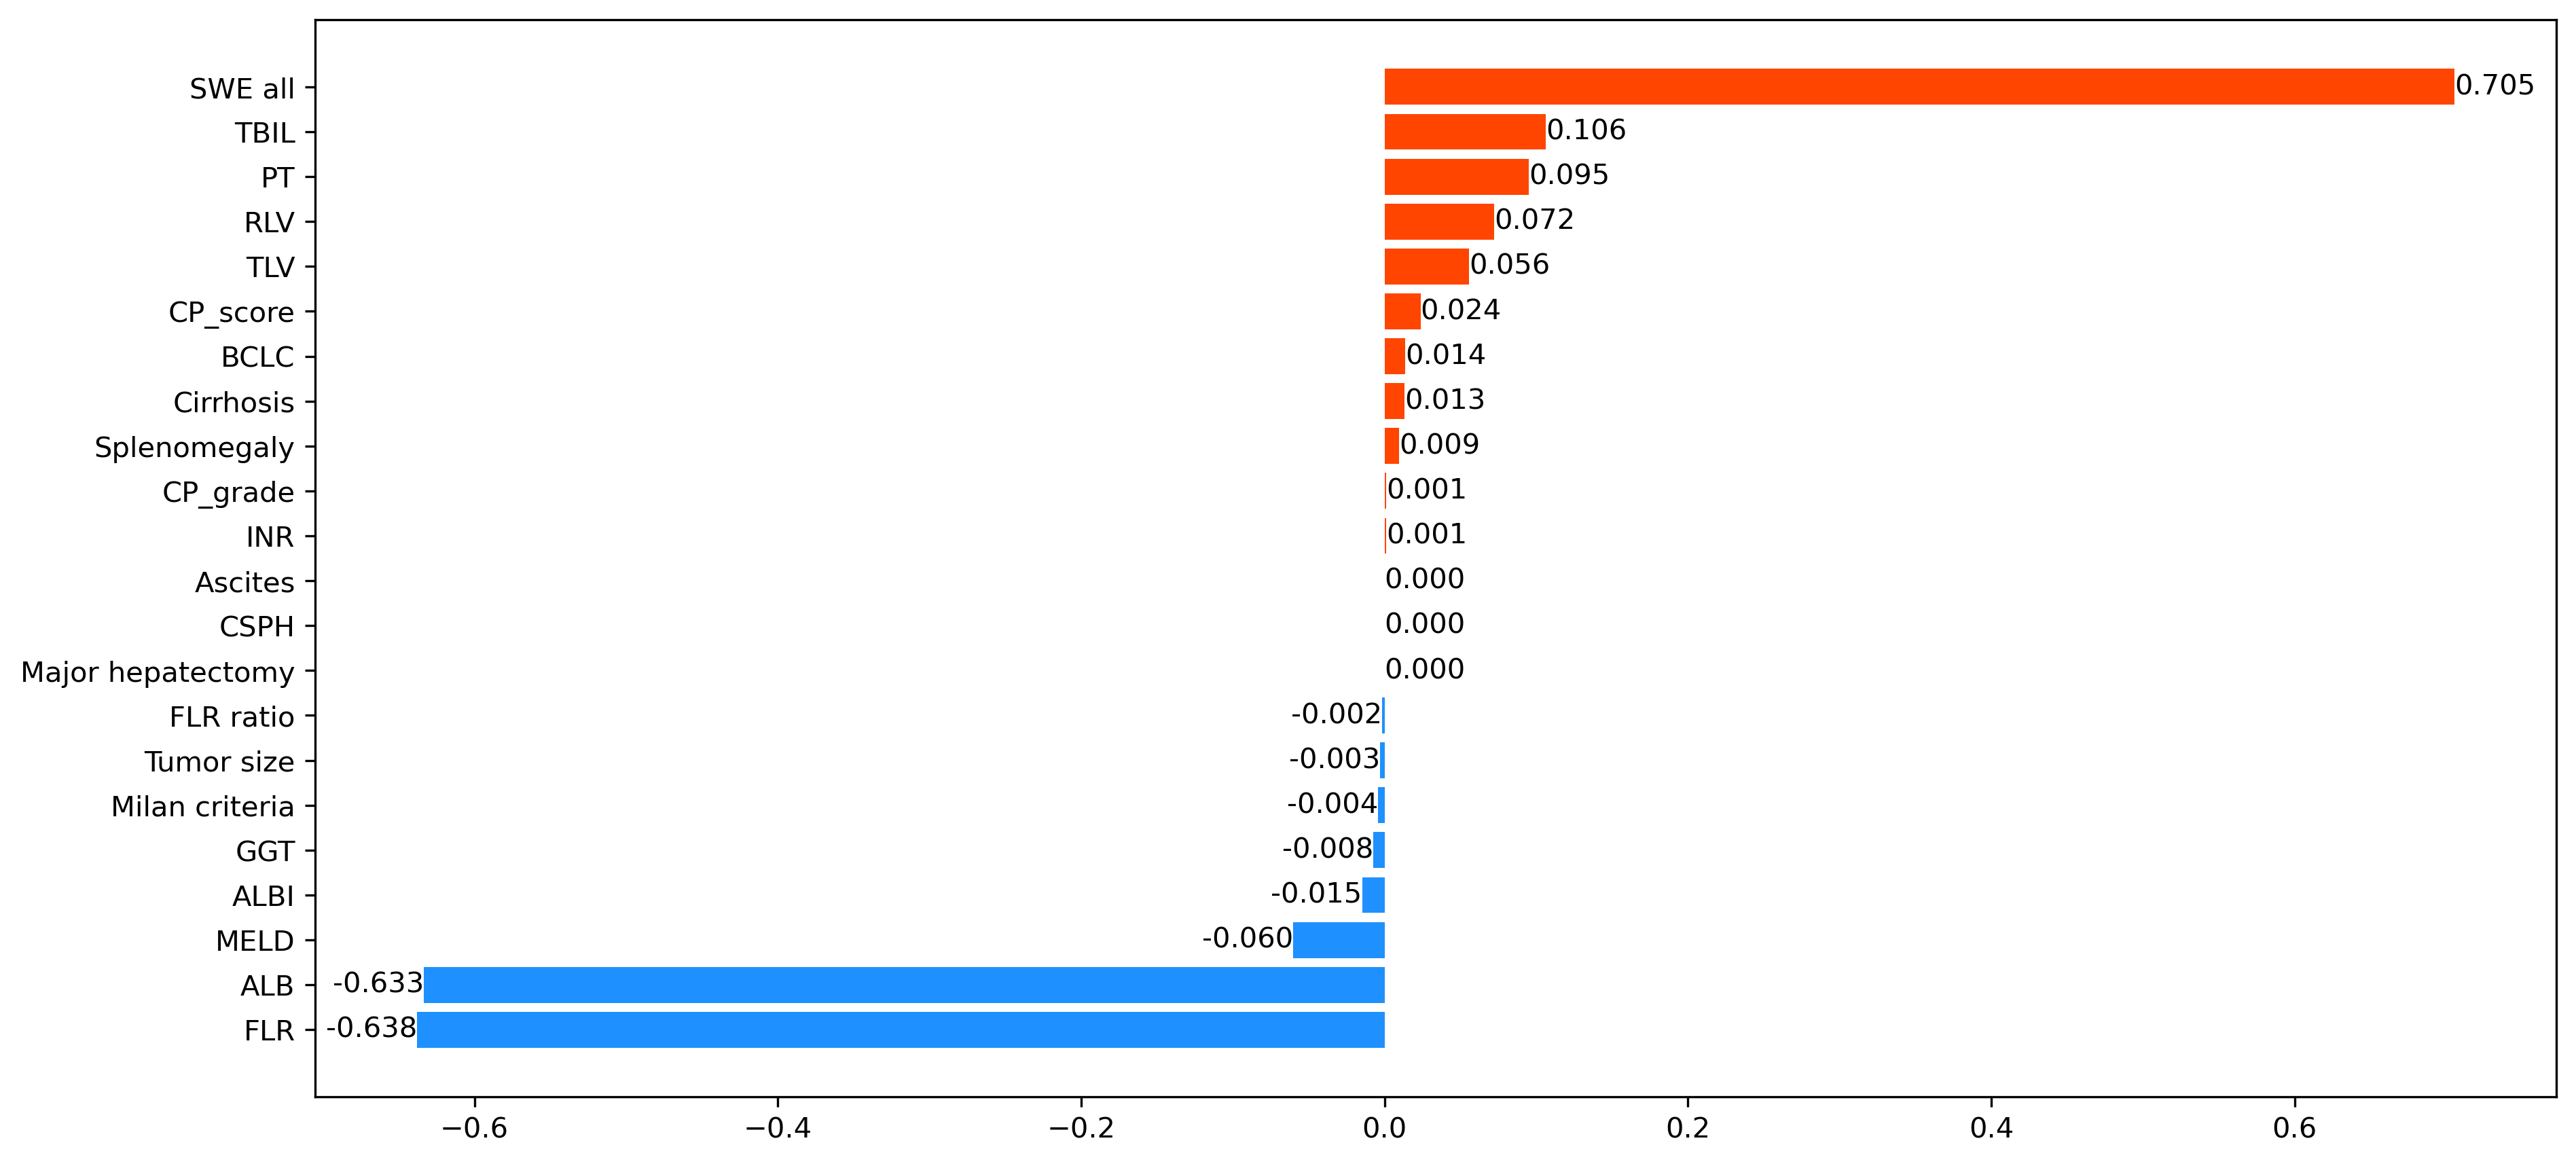 SWE all 0.705
TBIL 0.106
PT 0.095
RLV 0.072
TLV 0.056
CP_score 0.024
BCLC 0.014
Cirrhosis 0.013
Splenomegaly 0.009
CP_grade 0.001
INR 0.001
Ascites 0.000
CSPH 0.000
Major hepatectomy 0.000
FLR ratio -0.002
Tumor size -0.003
Milan criteria -0.004
GGT -0.008
ALBI -0.015
MELD -0.060
ALB -0.633
FLR -0.638
−0.6 −0.4 −0.2 0.0 0.2 0.4 0.6